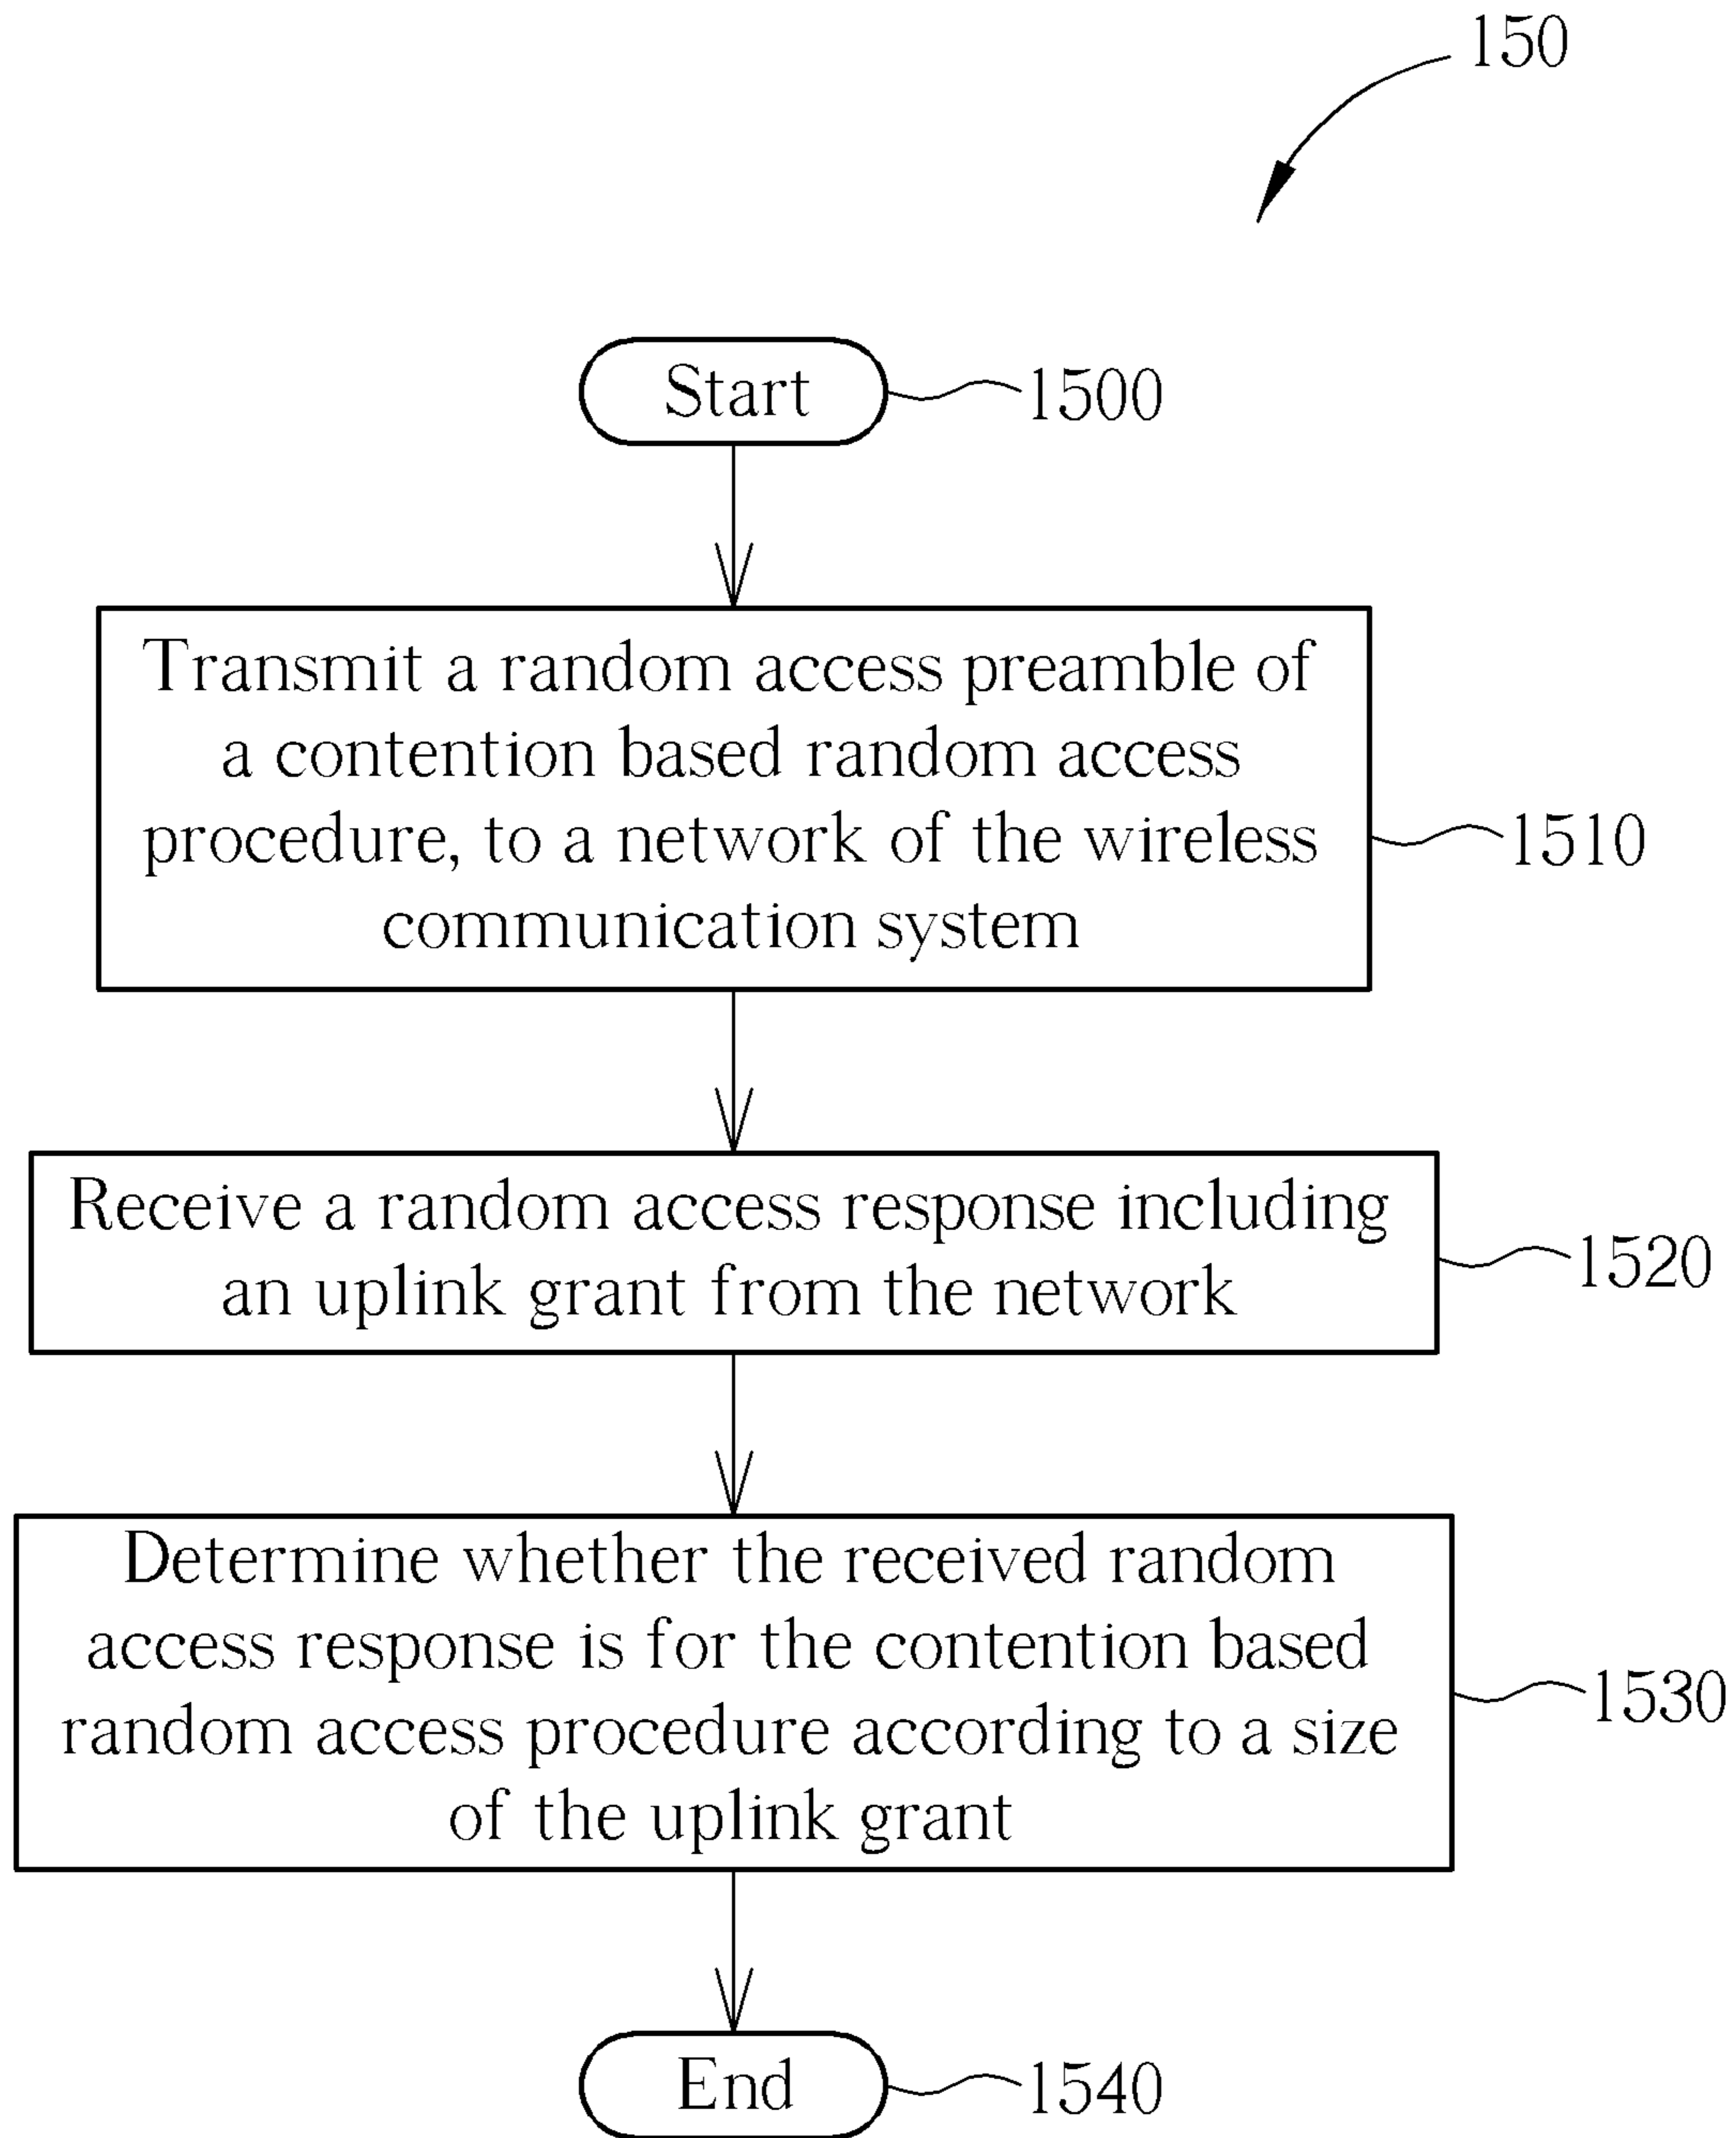 150
Start
1500
Transmit a random access preamble of
a contention based random access
procedure, to a network of the wireless
communication system
1510
Receive a random access response including
an uplink grant from the network
1520
Determine whether the received random
access response is for the contention based
random access procedure according to a size
of the uplink grant
1530
End
1540